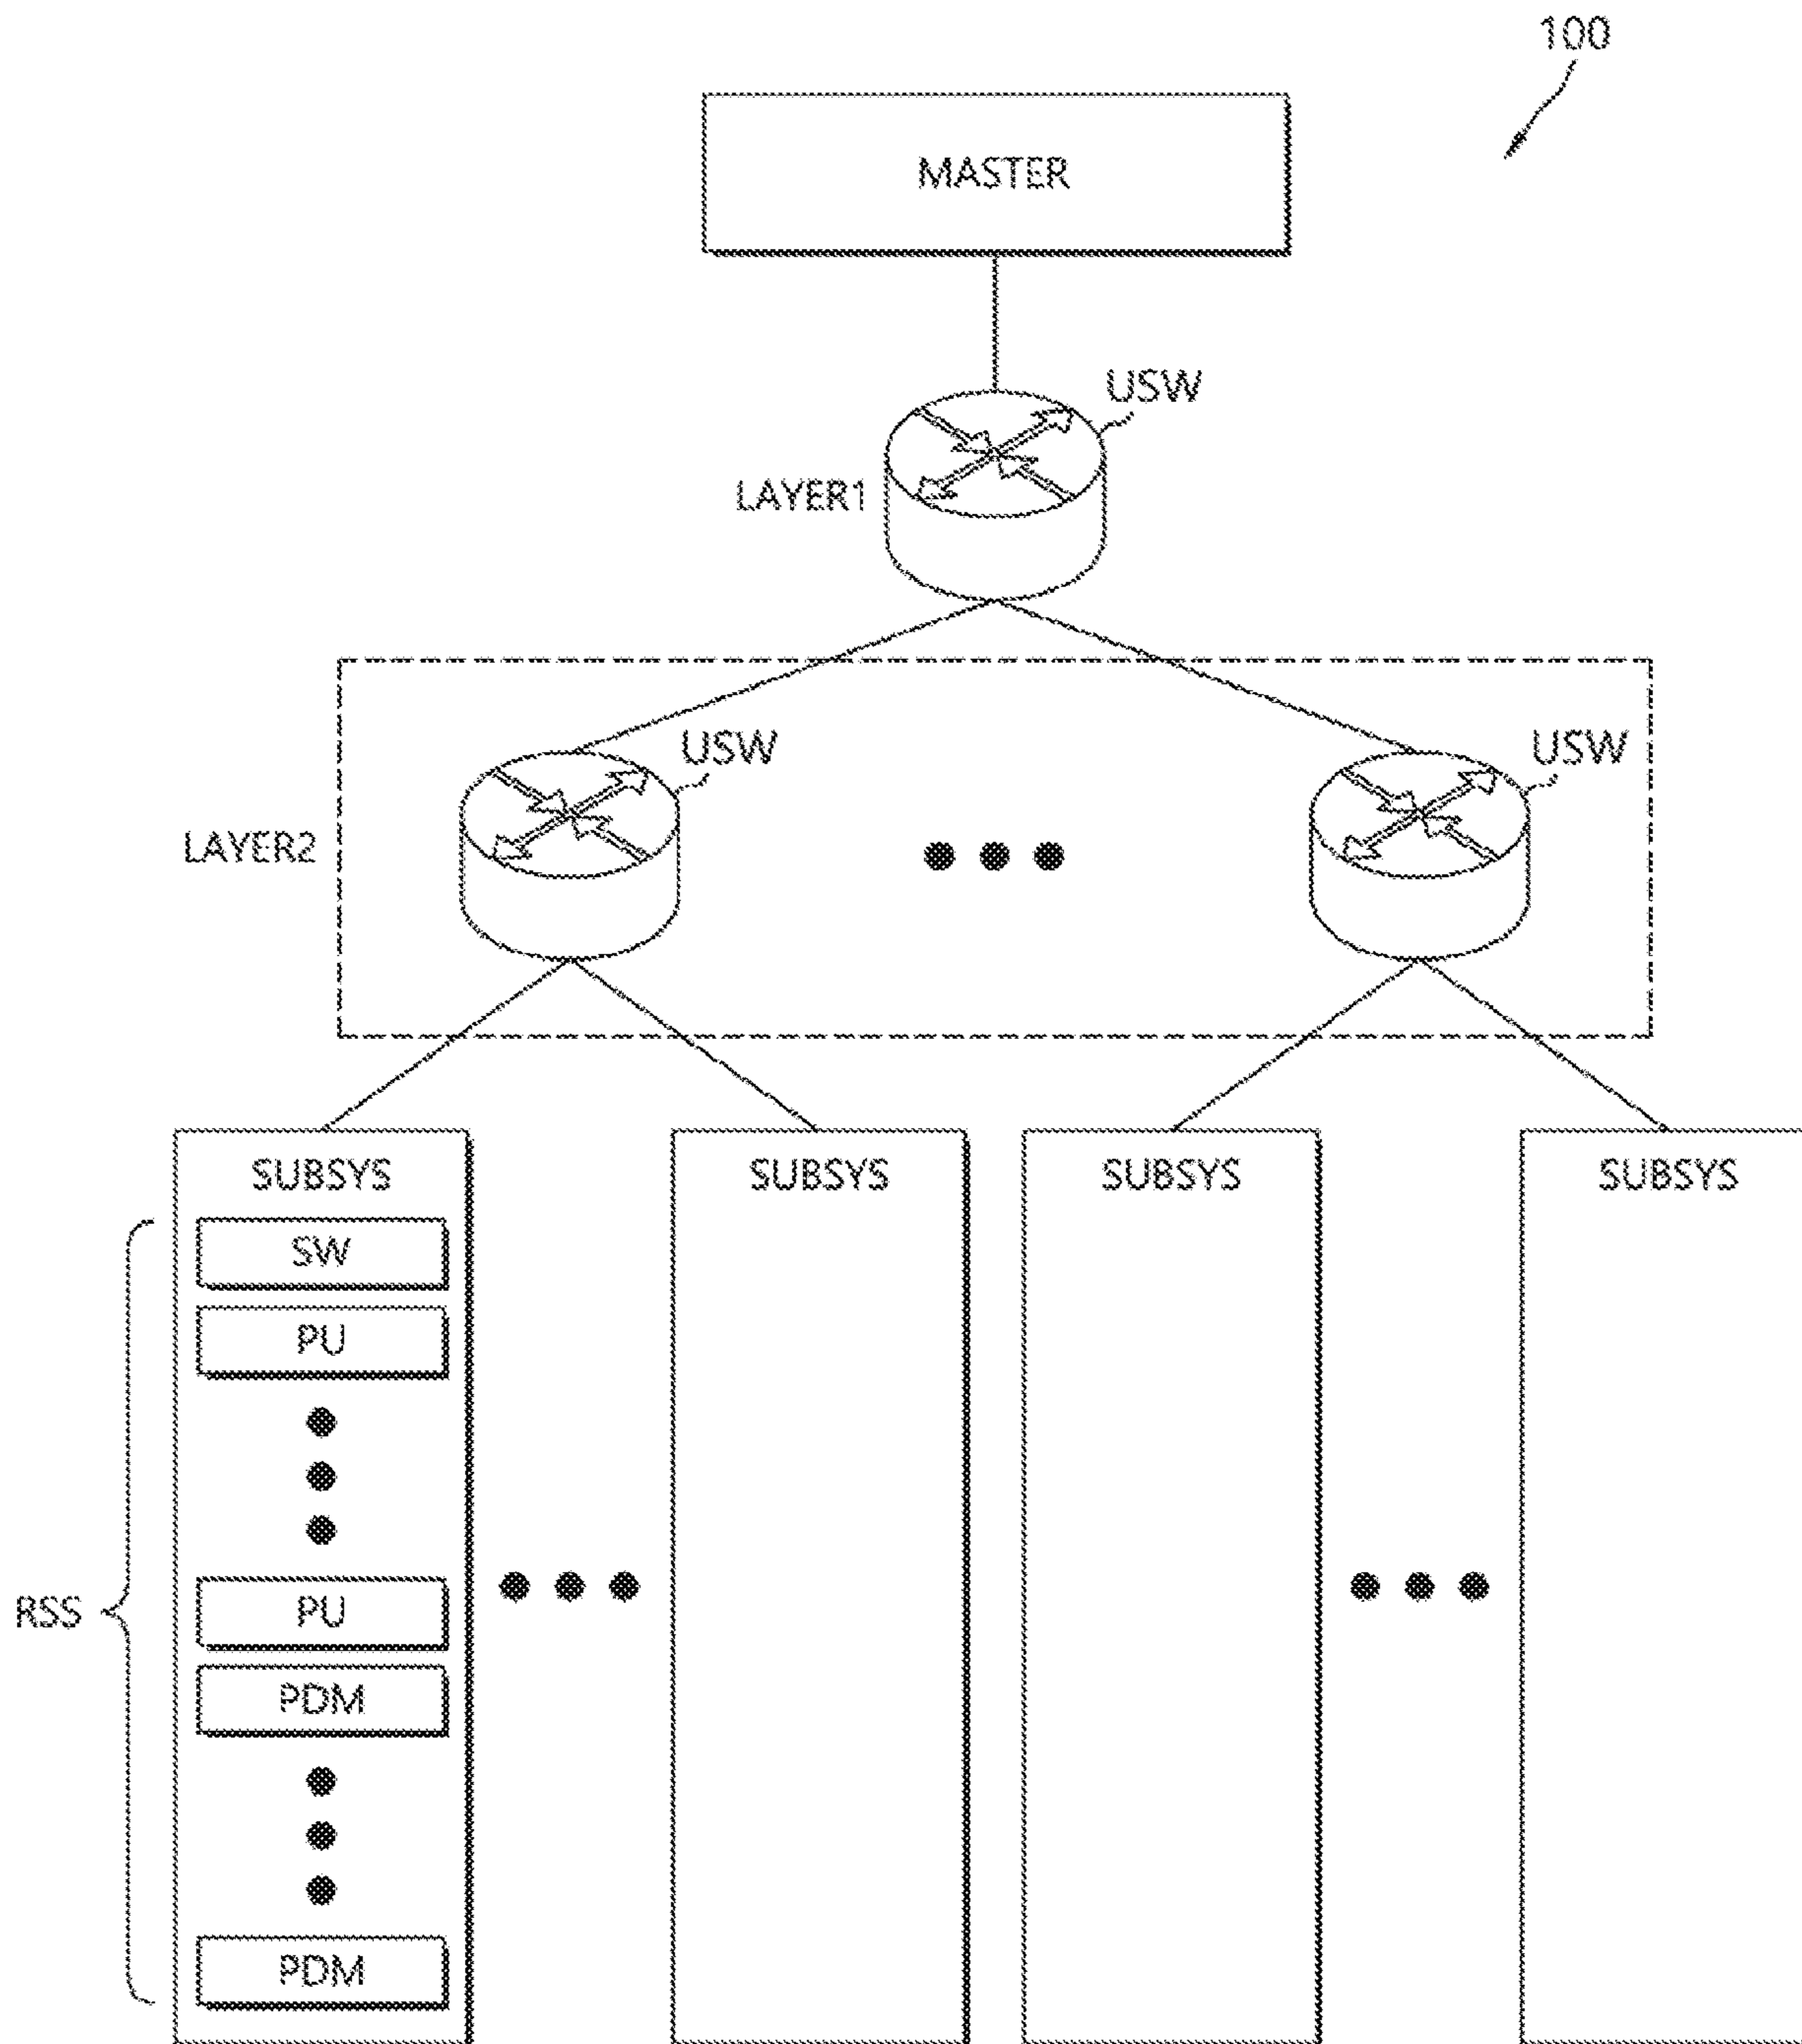 100
MASTER
USW
LAYER1
USW
USW
LAYER2
SUBSYS
SUBSYS
SUBSYS
SUBSYS
SW
PU
PU
RSS
PDM
PDM